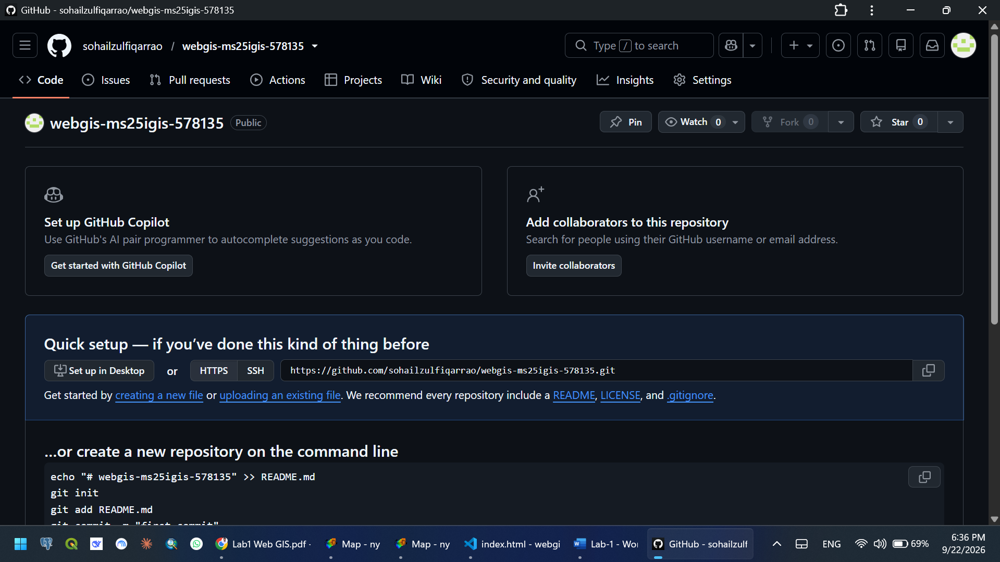 GitHub - sohailzulfiqarrao/webgis-ms25igis-578135
sohailzulfiqarrao / webgis-ms25igis-578135
Type / to search
Code Issues Pull requests Actions Projects Wiki Security and quality Insights Settings
webgis-ms25igis-578135 Public
Pin Watch 0 Fork 0 Star 0
Set up GitHub Copilot
Use GitHub's AI pair programmer to autocomplete suggestions as you code.
Get started with GitHub Copilot
Add collaborators to this repository
Search for people using their GitHub username or email address.
Invite collaborators
Quick setup — if you’ve done this kind of thing before
Set up in Desktop or HTTPS SSH https://github.com/sohailzulfiqarrao/webgis-ms25igis-578135.git
Get started by creating a new file or uploading an existing file. We recommend every repository include a README, LICENSE, and .gitignore.
...or create a new repository on the command line
echo "# webgis-ms25igis-578135" >> README.md
git init
git add README.md
git commit -m "first commit"
Lab1 Web GIS.pdf - Map - ny Map - ny index.html - webgi Lab-1 - Wor GitHub - sohailzulf ENG 69%
6:36 PM
9/22/2026